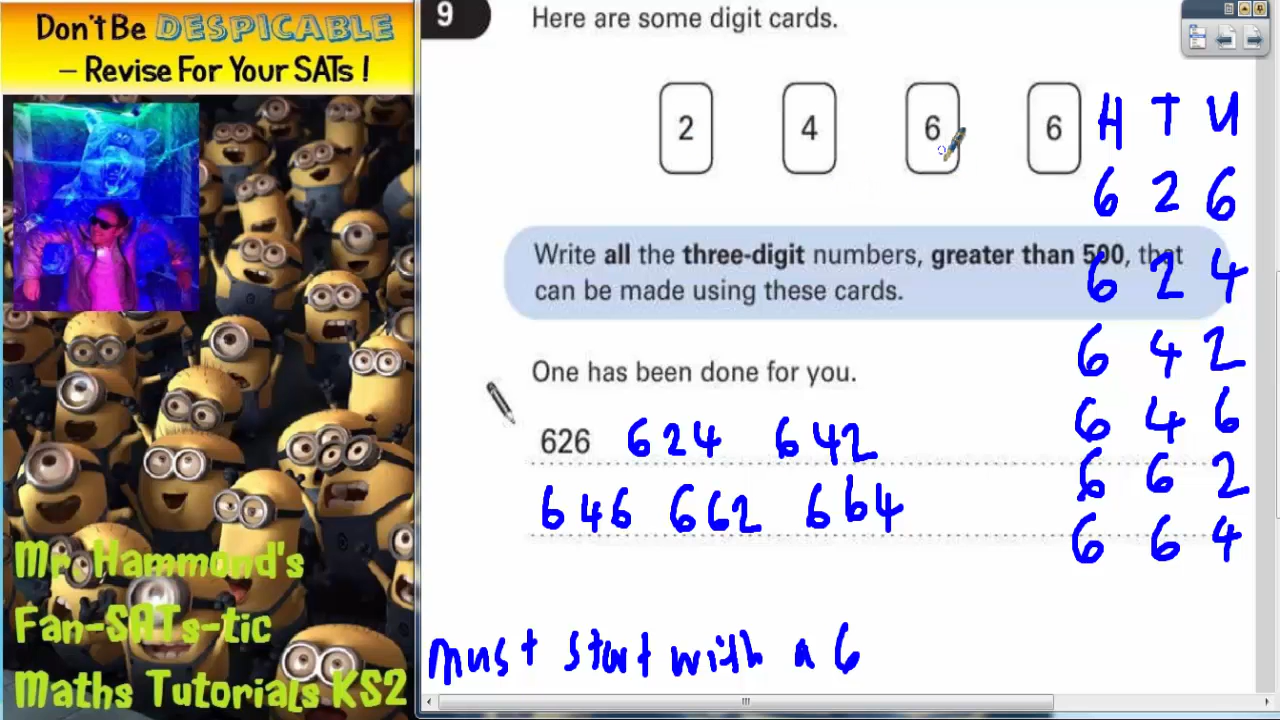 Don't Be DESPICABLE
– Revise For Your SATs !
9 Here are some digit cards.
2 4 6 6
H T U
6 2 6
6 2 4
6 4 2
6 4 6
6 6 2
6 6 4
Write all the three-digit numbers, greater than 500, that
can be made using these cards.
One has been done for you.
626 624 642
646 662 664
must start with a 6
Mr. Hammond's
Fan-SATs-tic
Maths Tutorials KS2